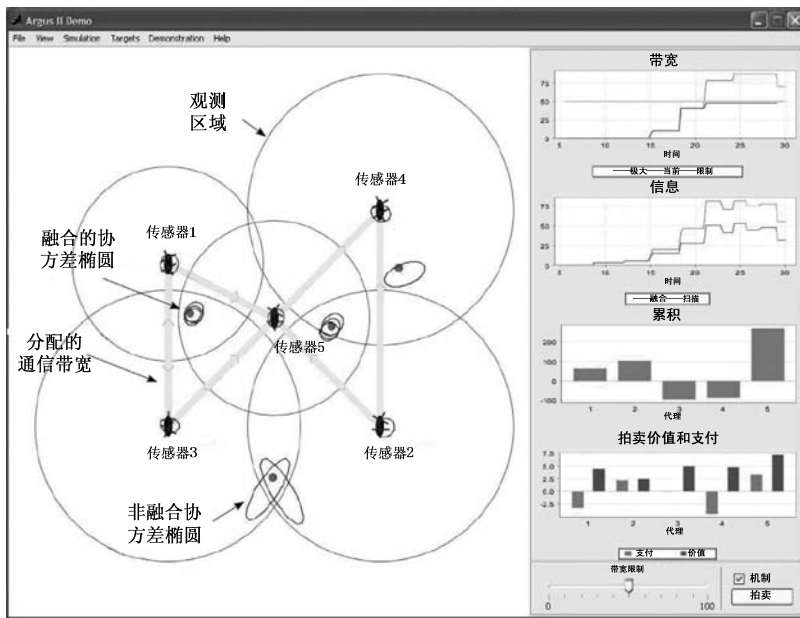 Argus II Demo
File View Simulation Targets Demonstration Help
观测
区域
传感器4
传感器1
融合的协
方差椭圆
传感器5
分配的
通信带宽
传感器3
传感器2
非融合协
方差椭圆
带宽
75
50
25
0
5 10 15 20 25 30
时间
极大 当前 限制
信息
75
50
25
0
5 10 15 20 25 30
时间
融合 扫描
累积
200
100
0
-100
1 2 3 4 5
代理
拍卖价值和支付
7.5
5.0
2.5
0.0
-2.5
1 2 3 4 5
代理
支付 价值
带宽限制
0 100
机制
拍卖